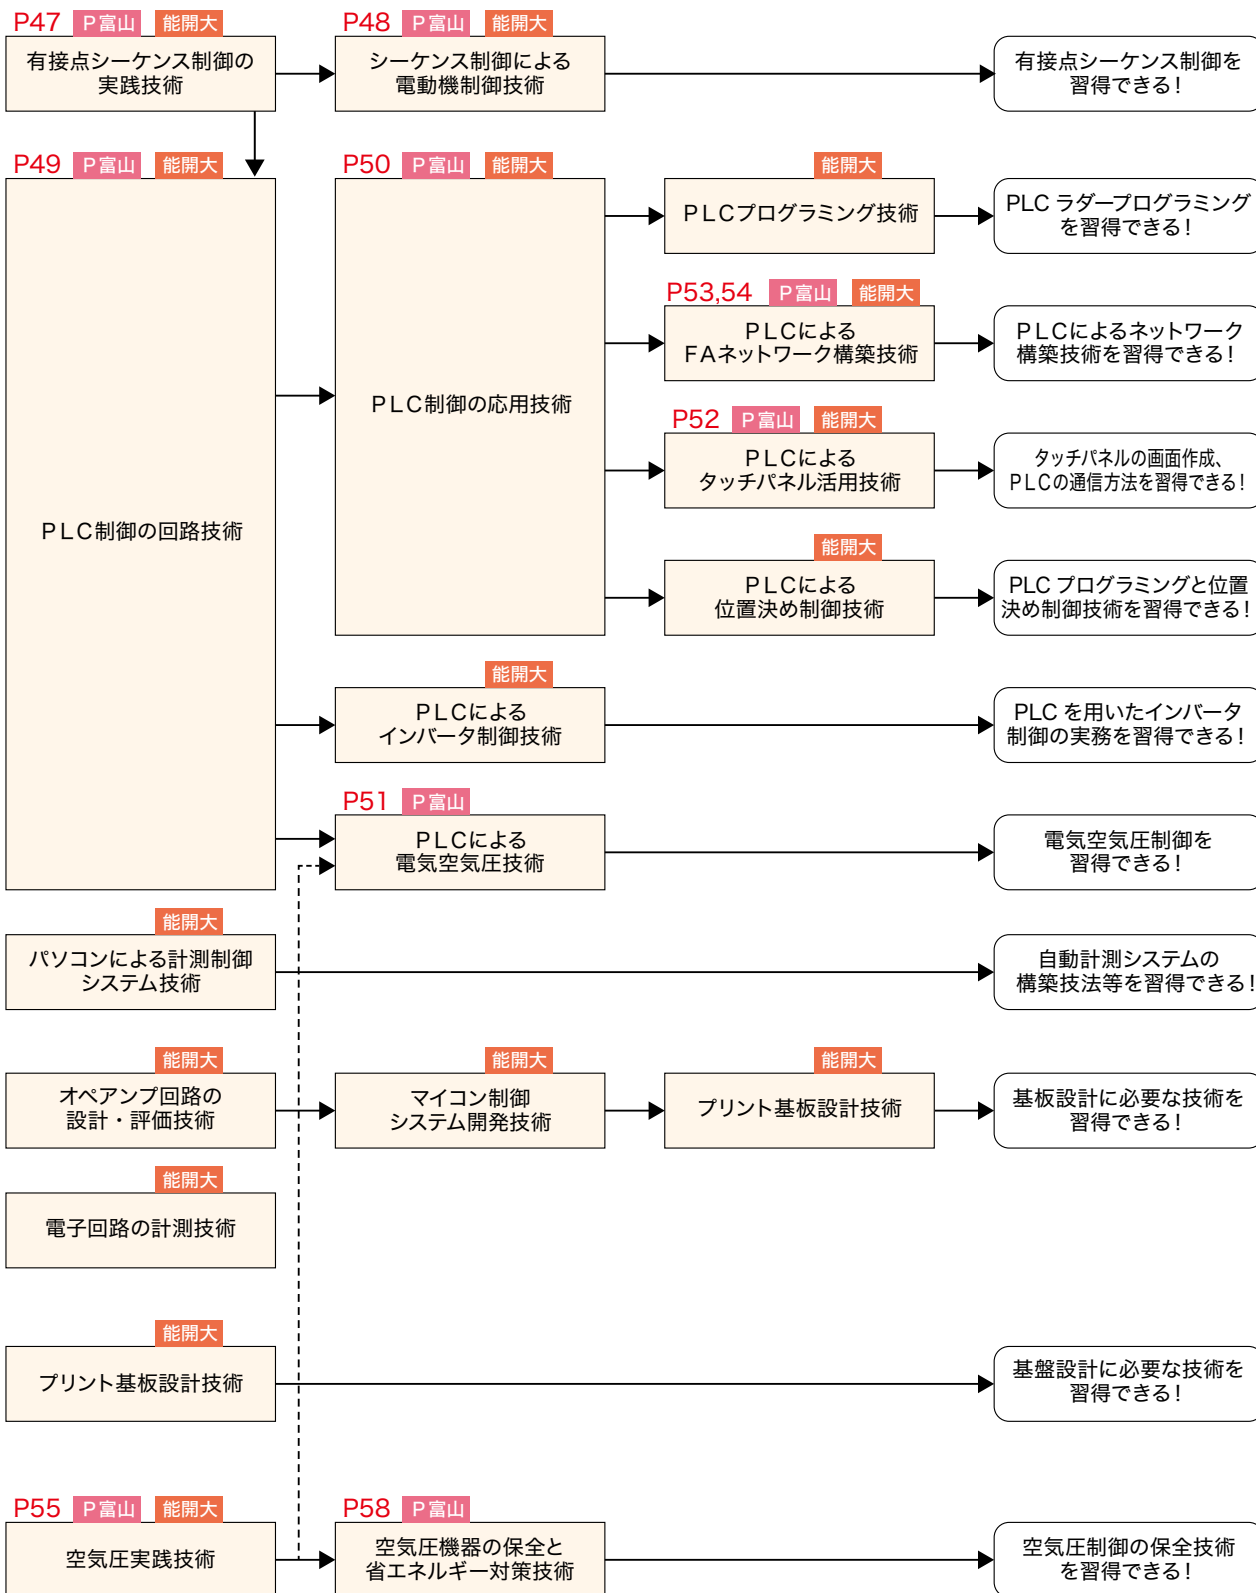 P47 P富山 能開大
有接点シーケンス制御の
実践技術
P48 P富山 能開大
シーケンス制御による
電動機制御技術
有接点シーケンス制御を
習得できる！
P49 P富山 能開大
PLC制御の回路技術
P50 P富山 能開大
PLC制御の応用技術
能開大
PLCプログラミング技術
PLC ラダープログラミング
を習得できる！
P53,54 P富山 能開大
PLCによる
FAネットワーク構築技術
PLCによるネットワーク
構築技術を習得できる！
P52 P富山 能開大
PLCによる
タッチパネル活用技術
タッチパネルの画面作成、
PLCの通信方法を習得できる！
能開大
PLCによる
位置決め制御技術
PLC プログラミングと位置
決め制御技術を習得できる！
能開大
PLCによる
インバータ制御技術
PLC を用いたインバータ
制御の実務を習得できる！
P51 P富山
PLCによる
電気空気圧技術
電気空気圧制御を
習得できる！
能開大
パソコンによる計測制御
システム技術
自動計測システムの
構築技法等を習得できる！
能開大
オペアンプ回路の
設計・評価技術
能開大
マイコン制御
システム開発技術
能開大
プリント基板設計技術
基板設計に必要な技術を
習得できる！
能開大
電子回路の計測技術
能開大
プリント基板設計技術
基盤設計に必要な技術を
習得できる！
P55 P富山 能開大
空気圧実践技術
P58 P富山
空気圧機器の保全と
省エネルギー対策技術
空気圧制御の保全技術
を習得できる！